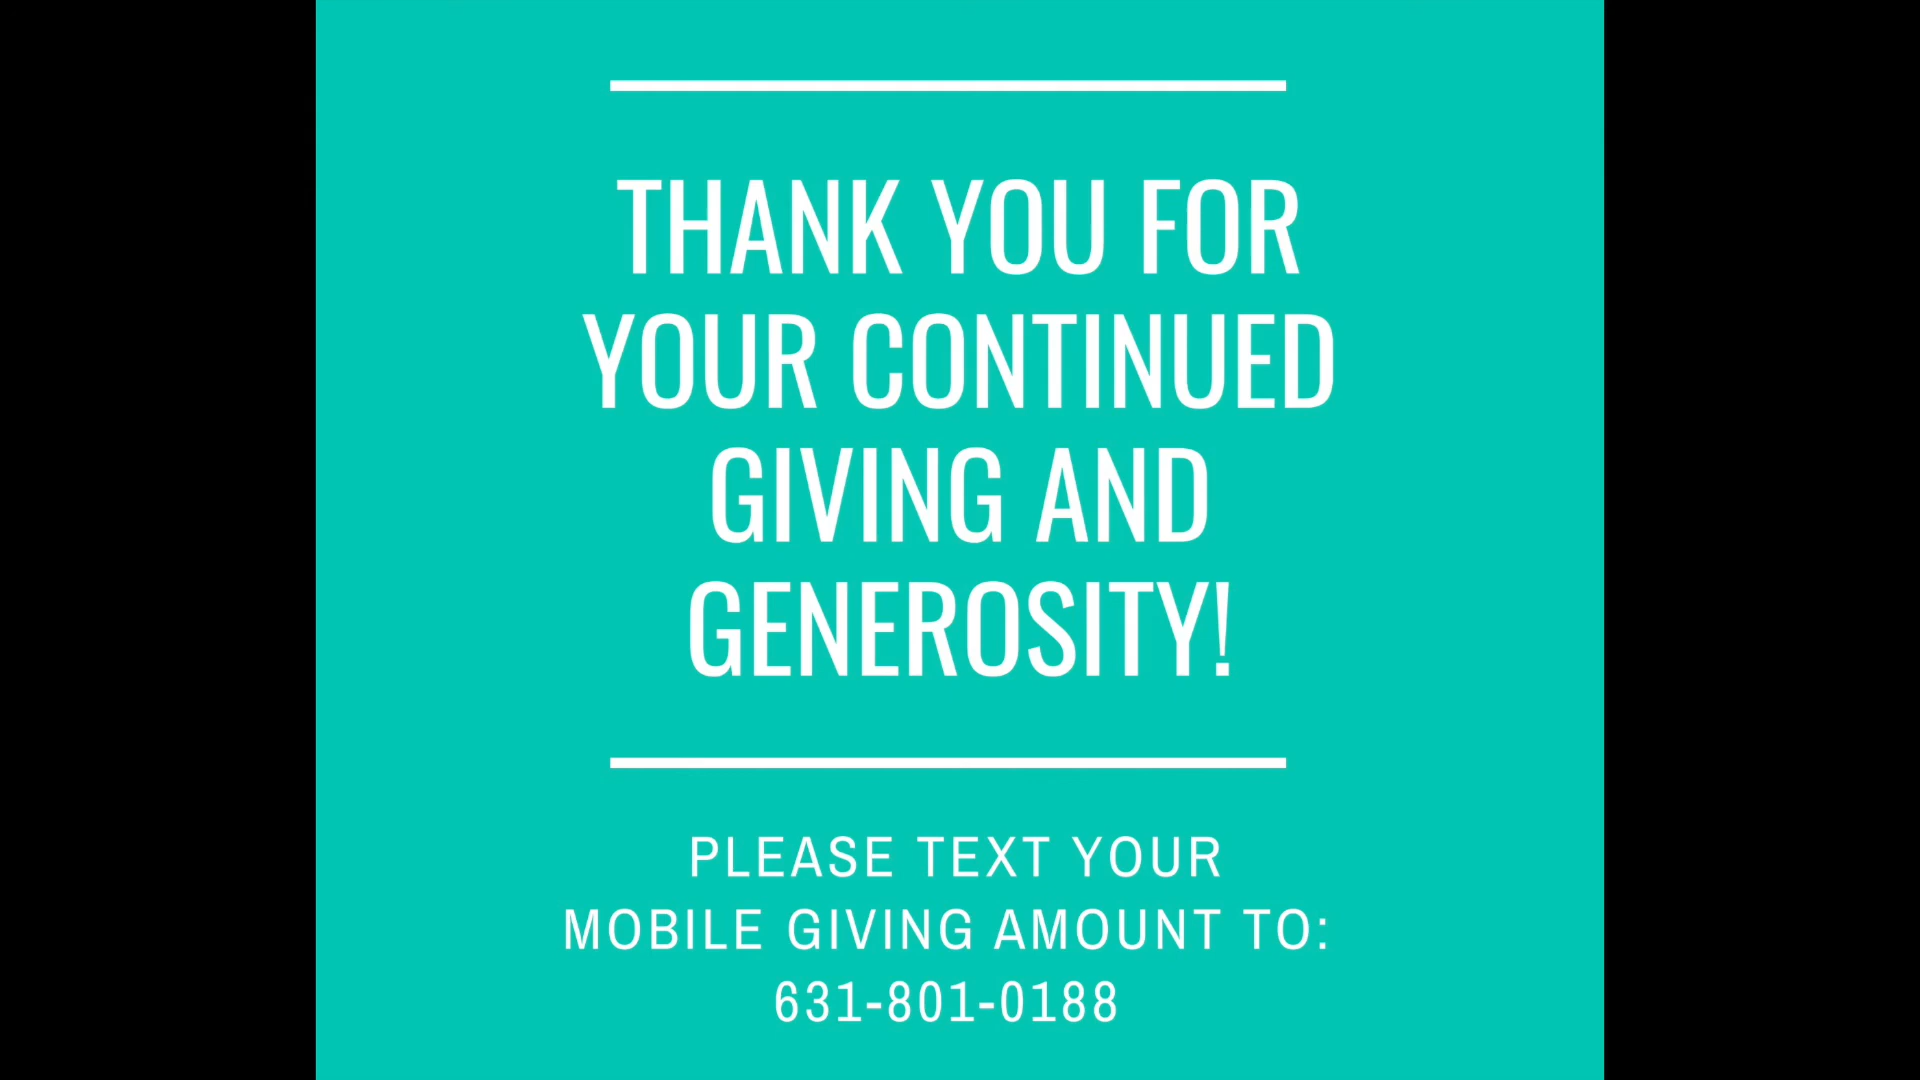 THANK YOU FOR
YOUR CONTINUED
GIVING AND
GENEROSITY!
PLEASE TEXT YOUR
MOBILE GIVING AMOUNT TO:
631-801-0188